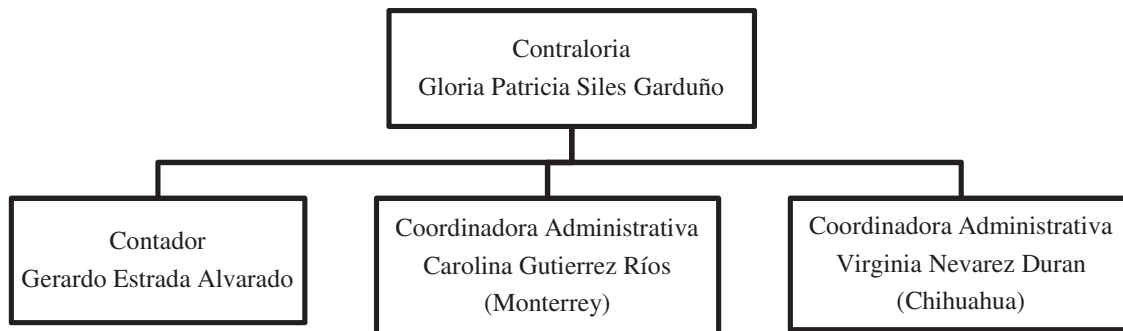 Contraloria
Gloria Patricia Siles Garduño
Contador
Gerardo Estrada Alvarado
Coordinadora Administrativa
Carolina Gutierrez Ríos
(Monterrey)
Coordinadora Administrativa
Virginia Nevarez Duran
(Chihuahua)